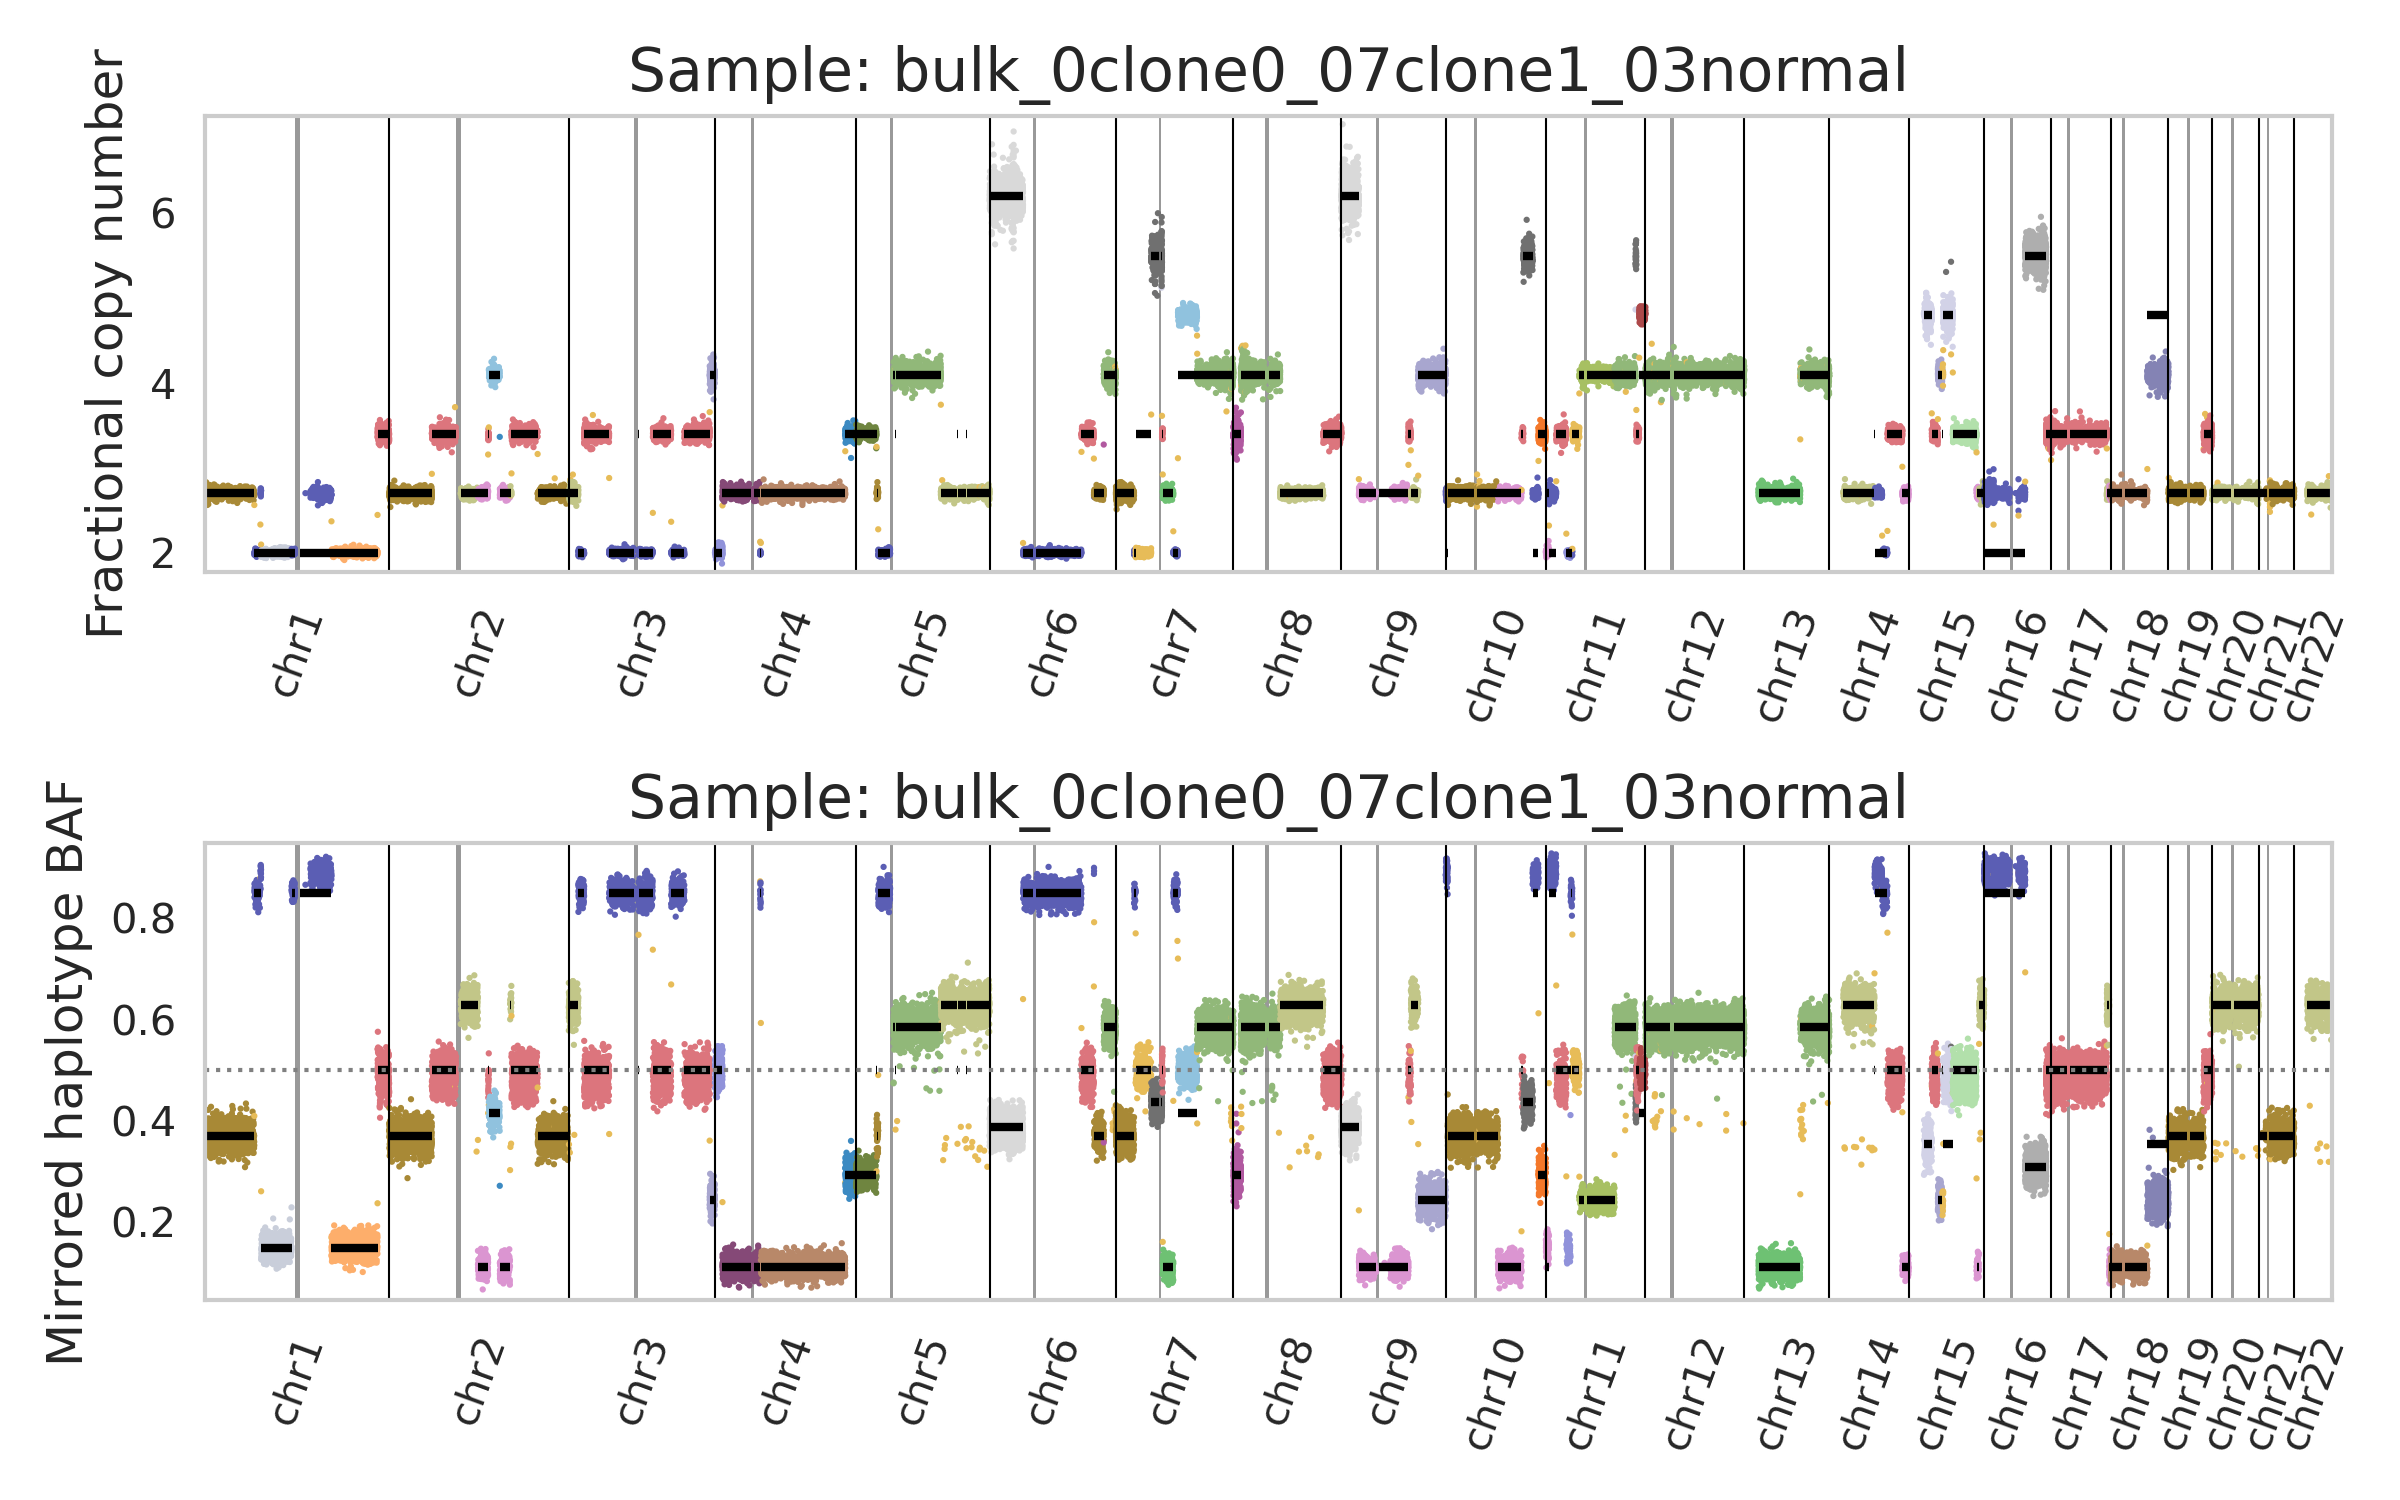 Sample: bulk_0clone0_07clone1_03normal
Fractional copy number
6
4
2
chr1
chr2
chr3
chr4
chr5
chr6
chr7
chr8
chr9
chr10
chr11
chr12
chr13
chr14
chr15
chr16
chr17
chr18
chr19
chr20
chr21
chr22
Sample: bulk_0clone0_07clone1_03normal
Mirrored haplotype BAF
0.8
0.6
0.4
0.2
chr1
chr2
chr3
chr4
chr5
chr6
chr7
chr8
chr9
chr10
chr11
chr12
chr13
chr14
chr15
chr16
chr17
chr18
chr19
chr20
chr21
chr22